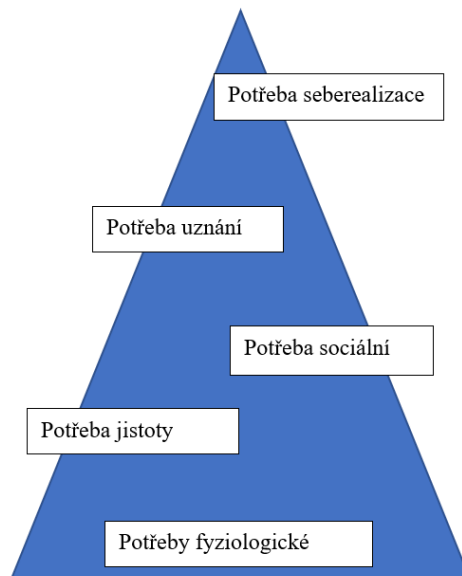 Potřeba seberealizace
Potřeba uznání
Potřeba sociální
Potřeba jistoty
Potřeby fyziologické